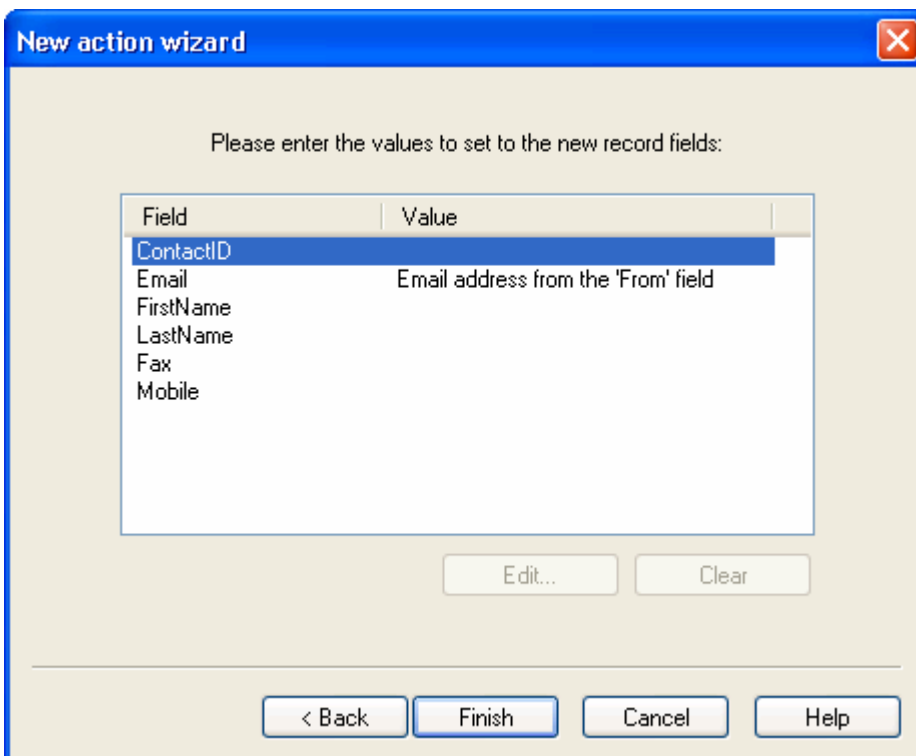 New action wizard
Please enter the values to set to the new record fields:
Field Value
ContactID
Email Email address from the 'From' field
FirstName
LastName
Fax
Mobile
Edit... Clear
< Back Finish Cancel Help